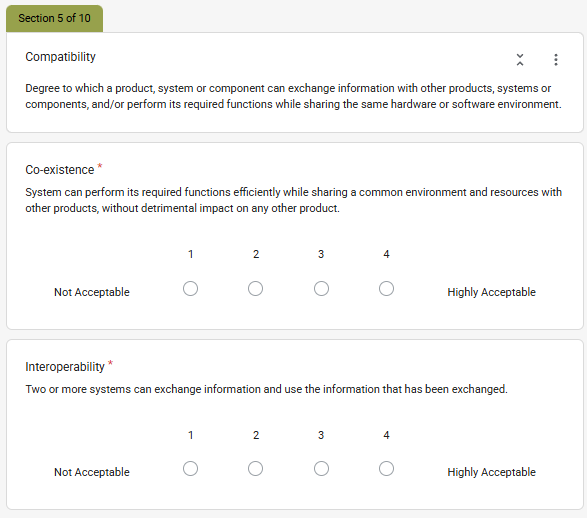 Section 5 of 10
Compatibility
Degree to which a product, system or component can exchange information with other products, systems or
components, and/or perform its required functions while sharing the same hardware or software environment.
Co-existence *
System can perform its required functions efficiently while sharing a common environment and resources with
other products, without detrimental impact on any other product.
1 2 3 4
Not Acceptable Highly Acceptable
Interoperability *
Two or more systems can exchange information and use the information that has been exchanged.
1 2 3 4
Not Acceptable Highly Acceptable